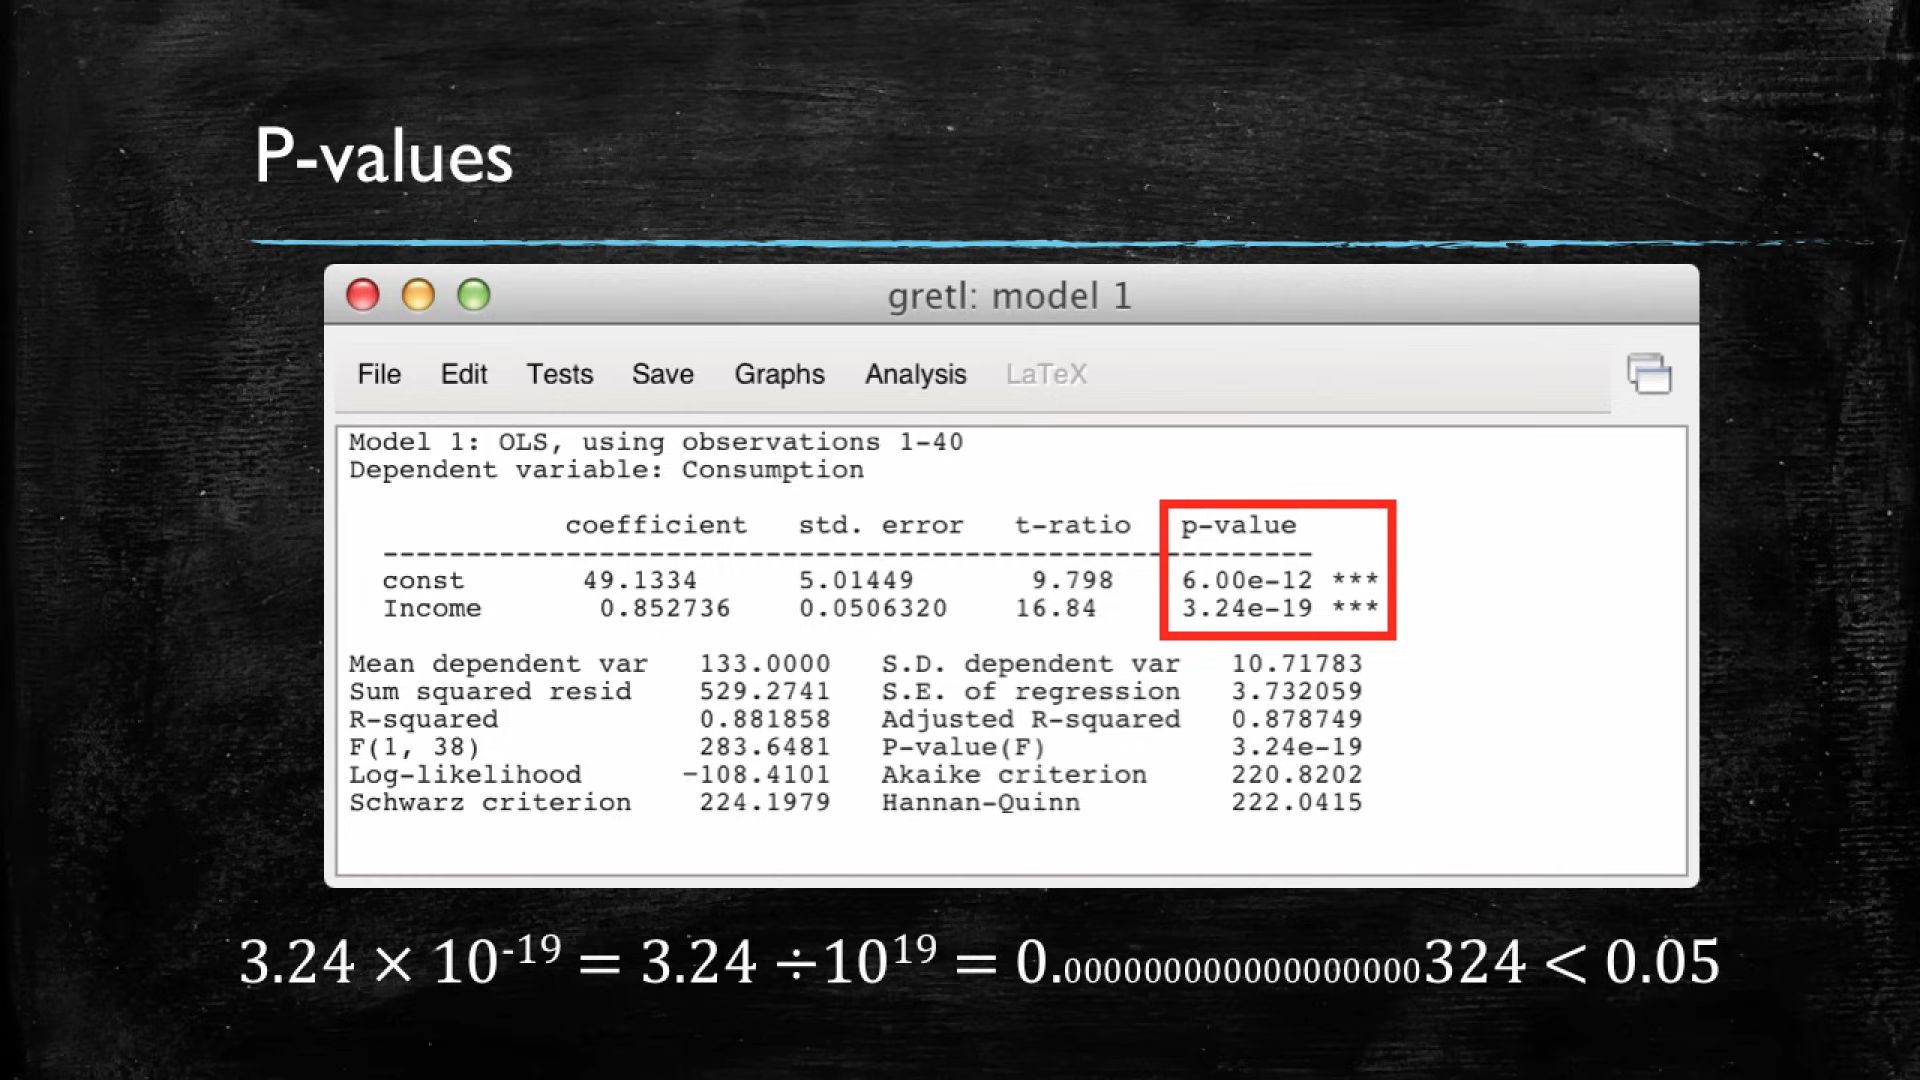 P-values
gretl: model 1
File Edit Tests Save Graphs Analysis LaTeX
Model 1: OLS, using observations 1-40
Dependent variable: Consumption
coefficient std. error t-ratio p-value
const 49.1334 5.01449 9.798 6.00e-12 ***
Income 0.852736 0.0506320 16.84 3.24e-19 ***
Mean dependent var 133.0000 S.D. dependent var 10.71783
Sum squared resid 529.2741 S.E. of regression 3.732059
R-squared 0.881858 Adjusted R-squared 0.878749
F(1, 38) 283.6481 P-value(F) 3.24e-19
Log-likelihood −108.4101 Akaike criterion 220.8202
Schwarz criterion 224.1979 Hannan-Quinn 222.0415
3.24 × 10⁻¹⁹ = 3.24 ÷10¹⁹ = 0.000000000000000000324 < 0.05